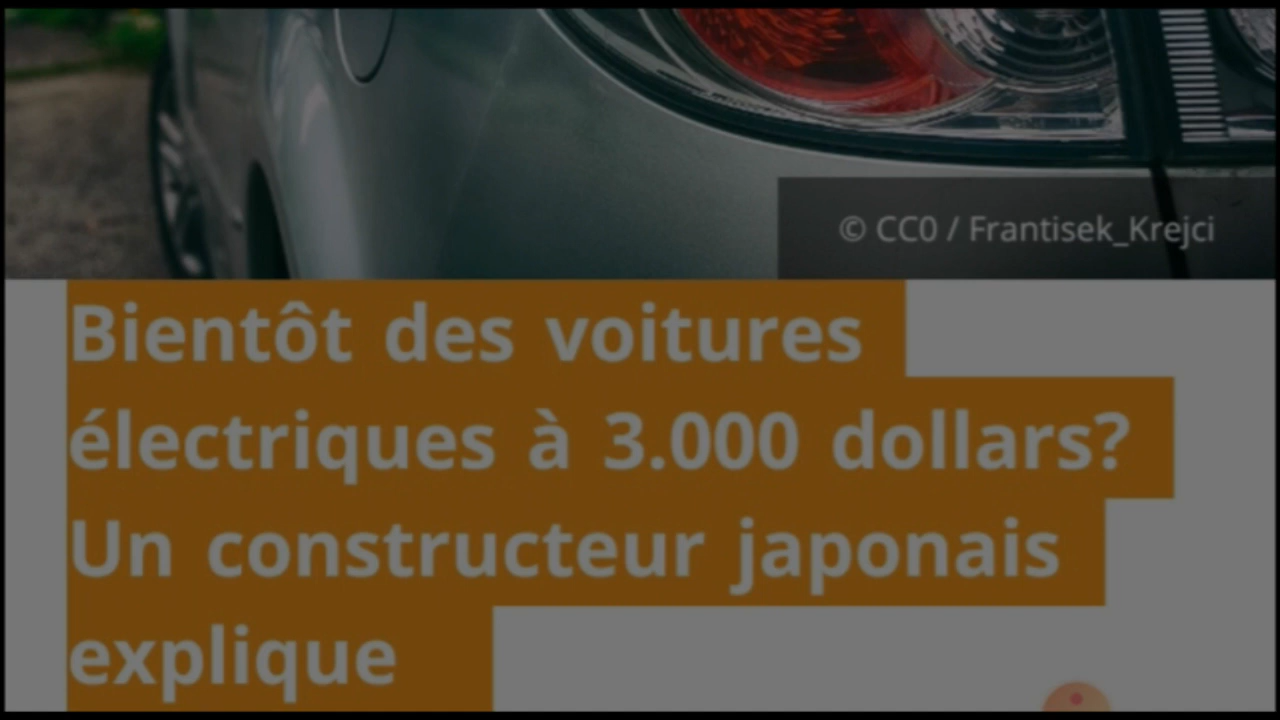 © CC0 / Frantisek_Krejci
Bientôt des voitures
électriques à 3.000 dollars?
Un constructeur japonais
explique